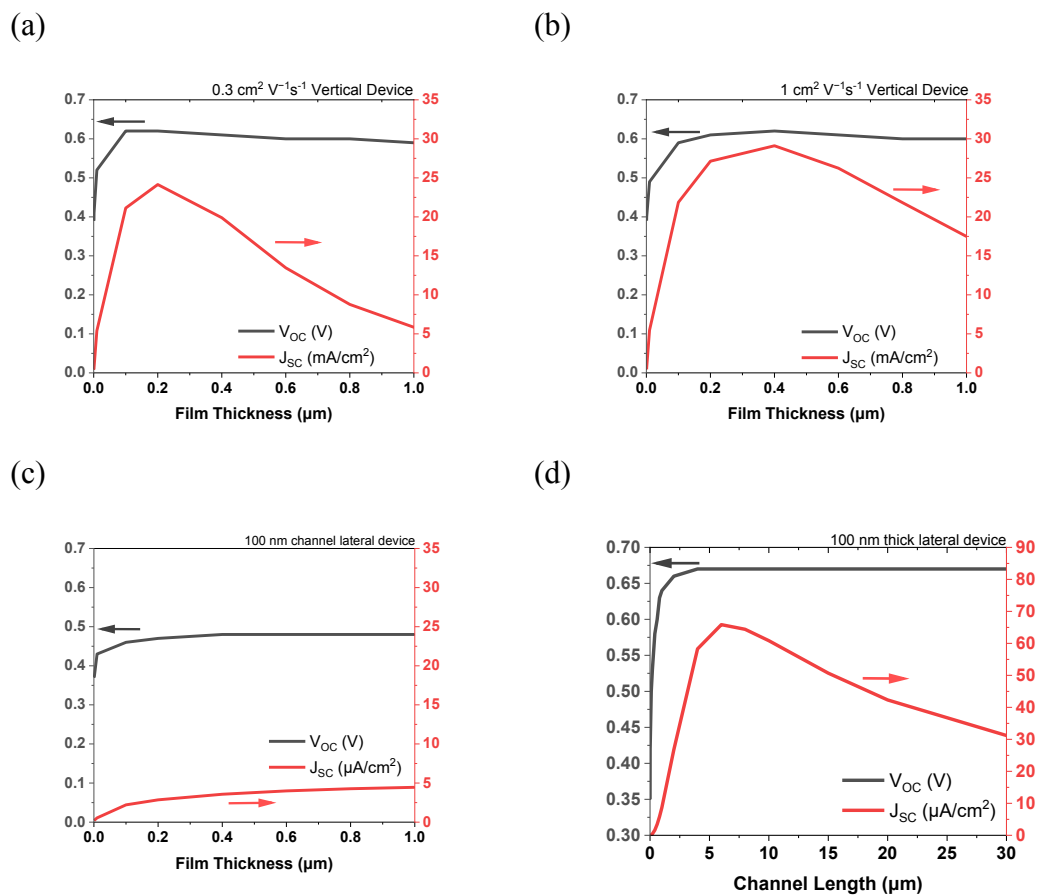 (a)
0.3 cm² V⁻¹s⁻¹ Vertical Device
0.7
0.6
0.5
0.4
0.3
0.2
0.1
0.0
35
30
25
20
15
10
5
0
V_OC (V)
J_SC (mA/cm²)
0.0 0.2 0.4 0.6 0.8 1.0
Film Thickness (µm)
(b)
1 cm² V⁻¹s⁻¹ Vertical Device
0.7
0.6
0.5
0.4
0.3
0.2
0.1
0.0
35
30
25
20
15
10
5
0
V_OC (V)
J_SC (mA/cm²)
0.0 0.2 0.4 0.6 0.8 1.0
Film Thickness (µm)
(c)
100 nm channel lateral device
0.7
0.6
0.5
0.4
0.3
0.2
0.1
0.0
35
30
25
20
15
10
5
0
V_OC (V)
J_SC (µA/cm²)
0.0 0.2 0.4 0.6 0.8 1.0
Film Thickness (µm)
(d)
100 nm thick lateral device
0.70
0.65
0.60
0.55
0.50
0.45
0.40
0.35
0.30
90
80
70
60
50
40
30
20
10
0
V_OC (V)
J_SC (µA/cm²)
0 5 10 15 20 25 30
Channel Length (µm)